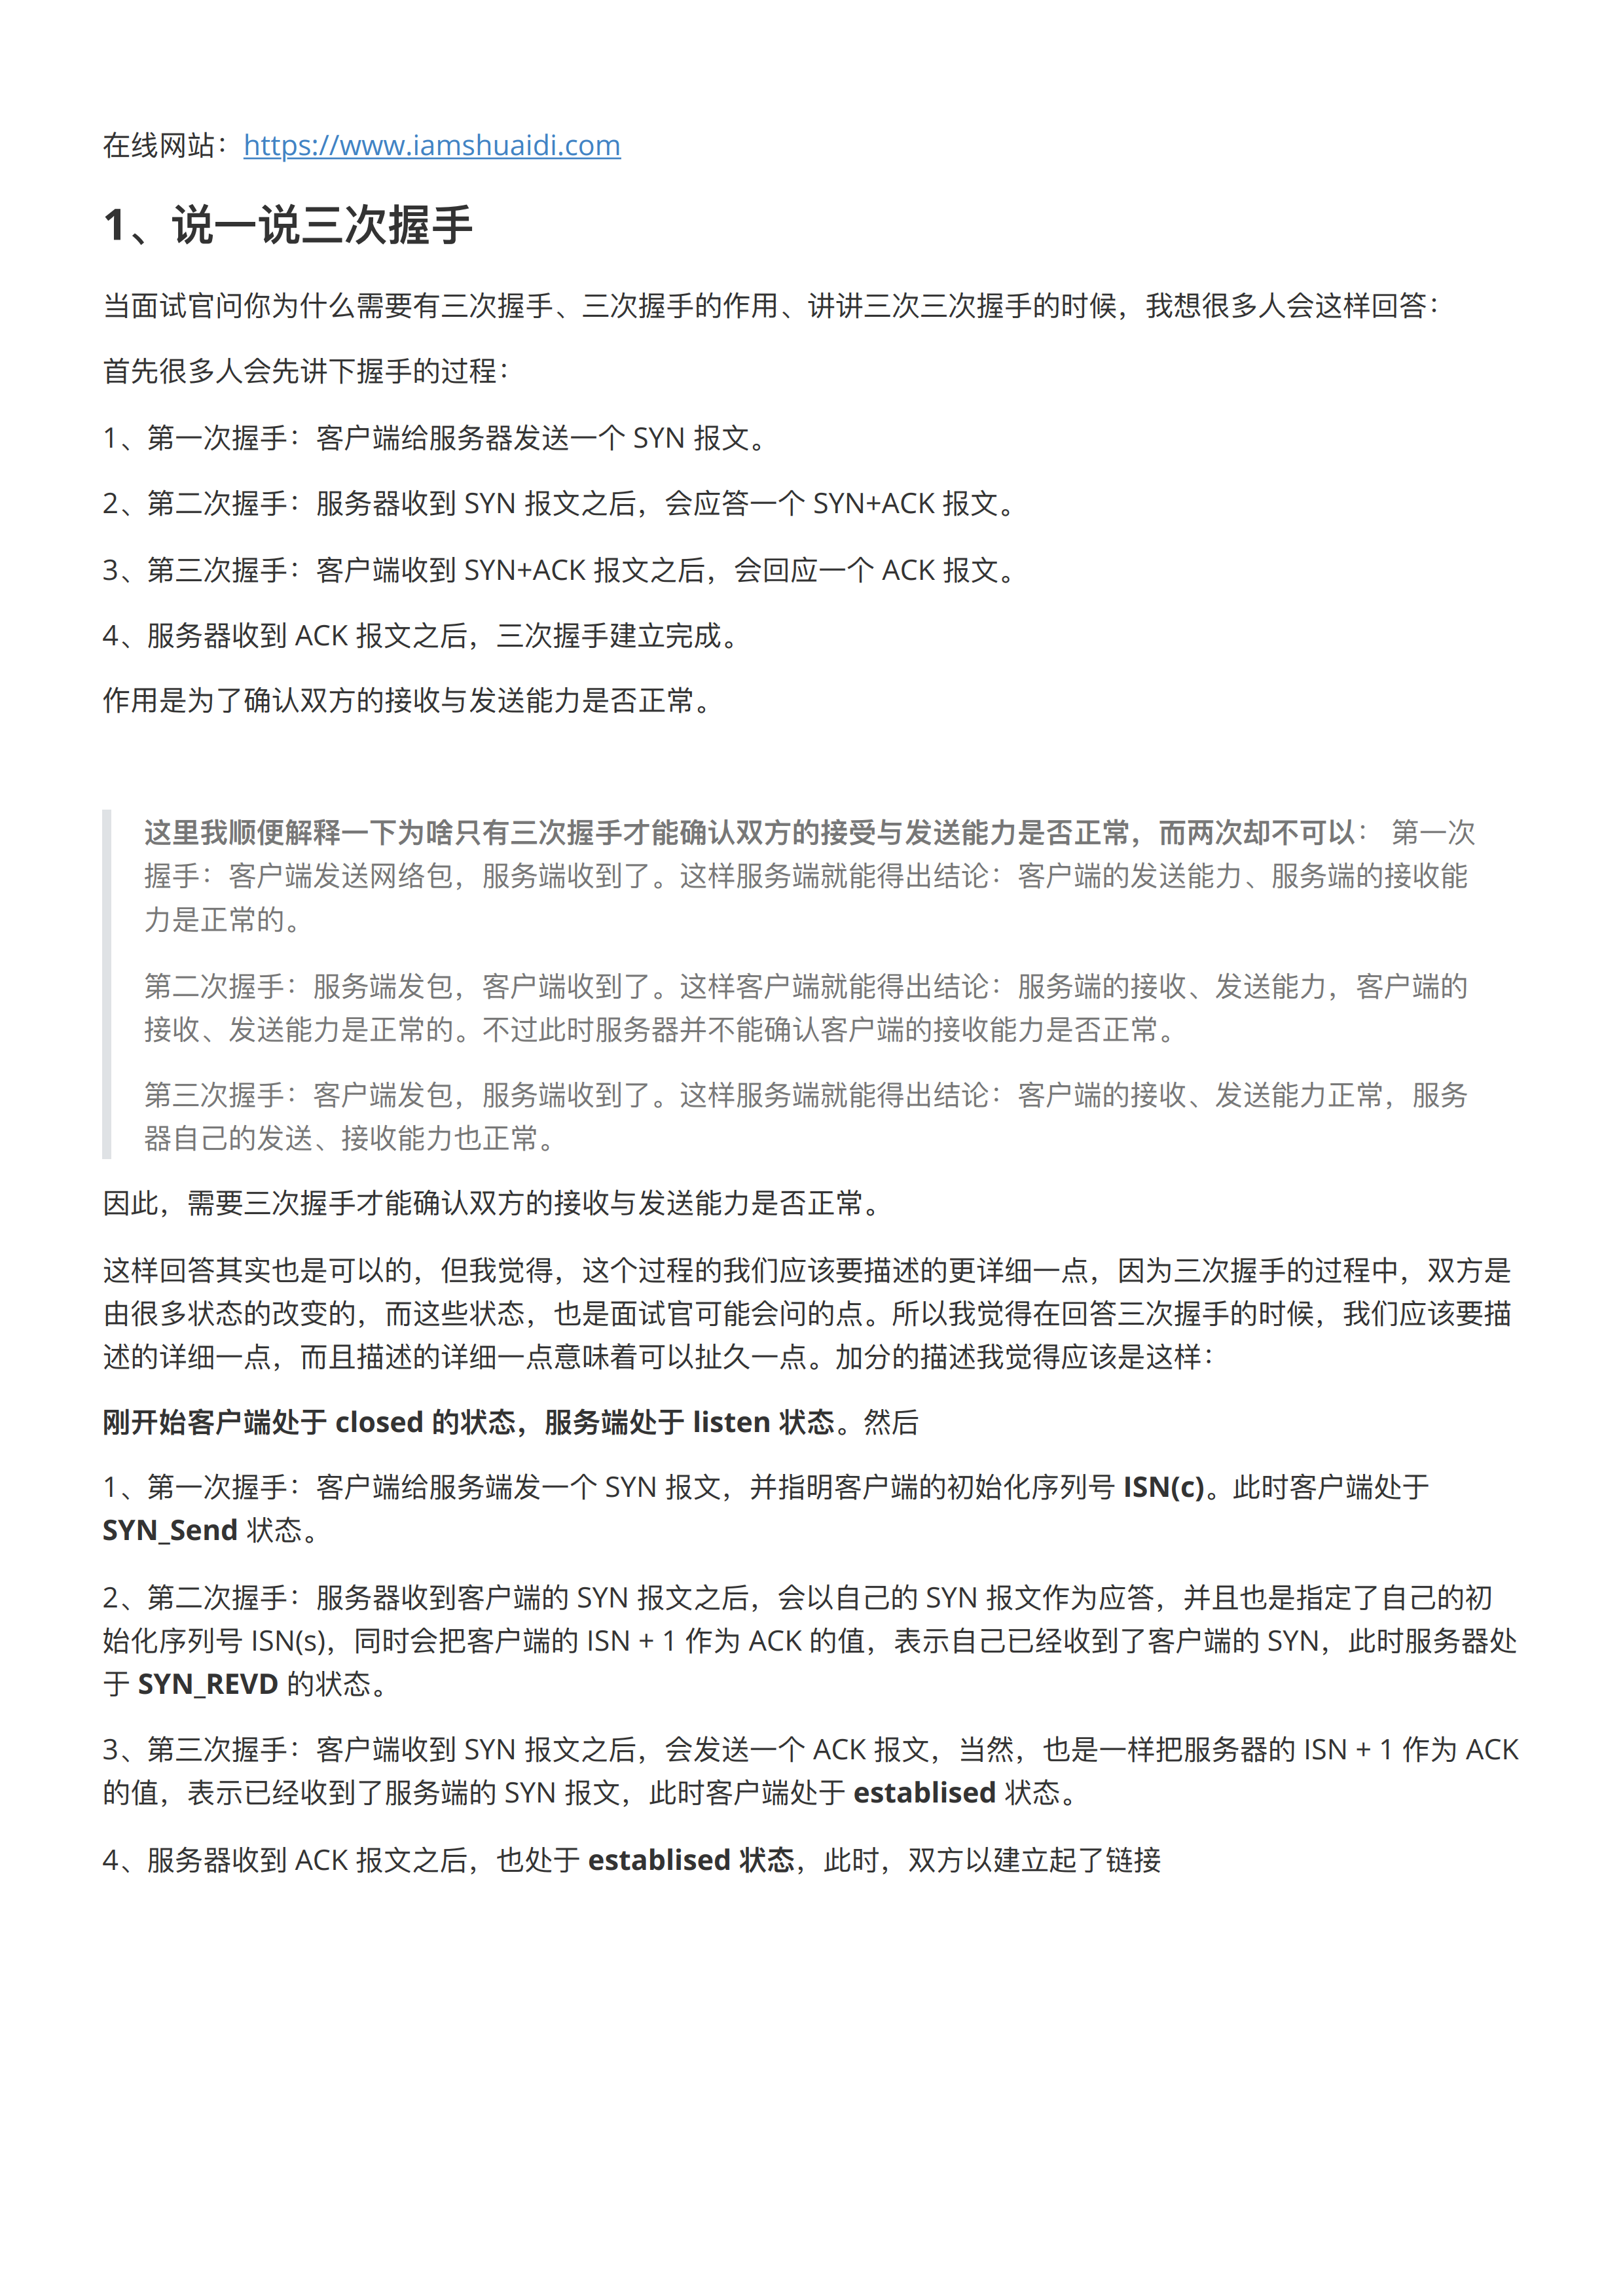 在线网站：https://www.iamshuaidi.com
1、说一说三次握手
当面试官问你为什么需要有三次握手、三次握手的作用、讲讲三次三次握手的时候，我想很多人会这样回答：
首先很多人会先讲下握手的过程：
1、第一次握手：客户端给服务器发送一个 SYN 报文。
2、第二次握手：服务器收到 SYN 报文之后，会应答一个 SYN+ACK 报文。
3、第三次握手：客户端收到 SYN+ACK 报文之后，会回应一个 ACK 报文。
4、服务器收到 ACK 报文之后，三次握手建立完成。
作用是为了确认双方的接收与发送能力是否正常。
这里我顺便解释一下为啥只有三次握手才能确认双方的接受与发送能力是否正常，而两次却不可以： 第一次
握手：客户端发送网络包，服务端收到了。这样服务端就能得出结论：客户端的发送能力、服务端的接收能
力是正常的。
第二次握手：服务端发包，客户端收到了。这样客户端就能得出结论：服务端的接收、发送能力，客户端的
接收、发送能力是正常的。不过此时服务器并不能确认客户端的接收能力是否正常。
第三次握手：客户端发包，服务端收到了。这样服务端就能得出结论：客户端的接收、发送能力正常，服务
器自己的发送、接收能力也正常。
因此，需要三次握手才能确认双方的接收与发送能力是否正常。
这样回答其实也是可以的，但我觉得，这个过程的我们应该要描述的更详细一点，因为三次握手的过程中，双方是
由很多状态的改变的，而这些状态，也是面试官可能会问的点。所以我觉得在回答三次握手的时候，我们应该要描
述的详细一点，而且描述的详细一点意味着可以扯久一点。加分的描述我觉得应该是这样：
刚开始客户端处于 closed 的状态，服务端处于 listen 状态。然后
1、第一次握手：客户端给服务端发一个 SYN 报文，并指明客户端的初始化序列号 ISN(c)。此时客户端处于
SYN_Send 状态。
2、第二次握手：服务器收到客户端的 SYN 报文之后，会以自己的 SYN 报文作为应答，并且也是指定了自己的初
始化序列号 ISN(s)，同时会把客户端的 ISN + 1 作为 ACK 的值，表示自己已经收到了客户端的 SYN，此时服务器处
于 SYN_REVD 的状态。
3、第三次握手：客户端收到 SYN 报文之后，会发送一个 ACK 报文，当然，也是一样把服务器的 ISN + 1 作为 ACK
的值，表示已经收到了服务端的 SYN 报文，此时客户端处于 establised 状态。
4、服务器收到 ACK 报文之后，也处于 establised 状态，此时，双方以建立起了链接